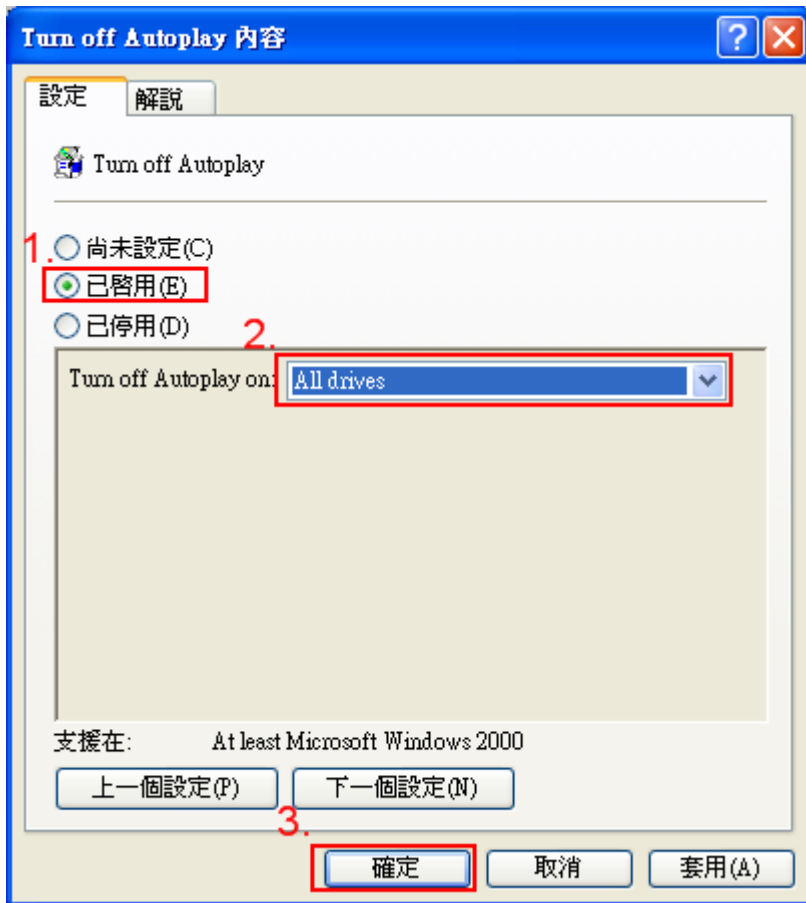 Turn off Autoplay 內容
設定 解說
Turn off Autoplay
1.
尚未設定(C)
已啓用(E)
已停用(D)
2.
Turn off Autoplay on: All drives
支援在: At least Microsoft Windows 2000
上一個設定(P) 下一個設定(N)
3.
確定 取消 套用(A)